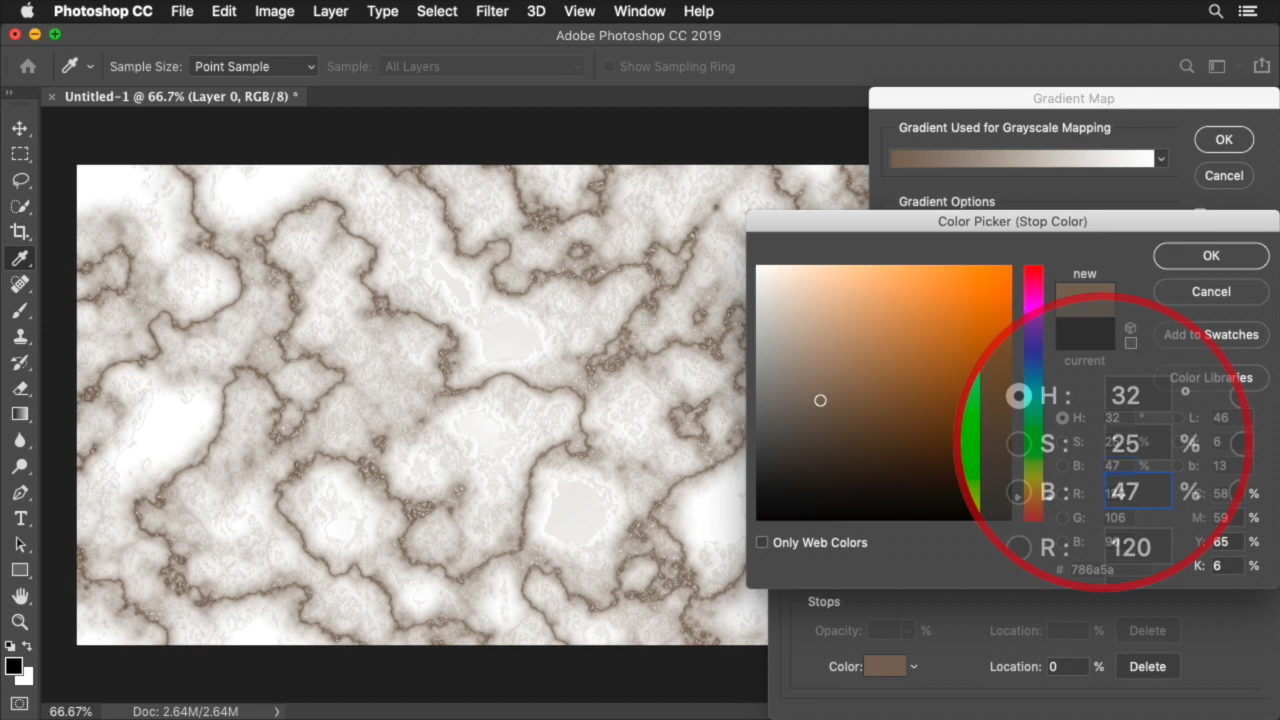 Photoshop CC File Edit Image Layer Type Select Filter 3D View Window Help
Adobe Photoshop CC 2019
Sample Size: Point Sample Sample: All Layers Show Sampling Ring
Untitled-1 @ 66.7% (Layer 0, RGB/8) *
Gradient Map
Gradient Used for Grayscale Mapping
OK
Cancel
Gradient Options
Color Picker (Stop Color)
new
OK
Cancel
Add to Swatches
current
Color Libraries
H: 32 °
H: 32 ° L: 46
S: 25 %
S: % 6
B: 47 % b: 13
B: 47 %
R: C: 58 %
G: 106 M: 59 %
B: Y: 65 %
R: 120
# 786a5a K: 6 %
Only Web Colors
Stops
Opacity: % Location: % Delete
Color: Location: 0 % Delete
66.67% Doc: 2.64M/2.64M